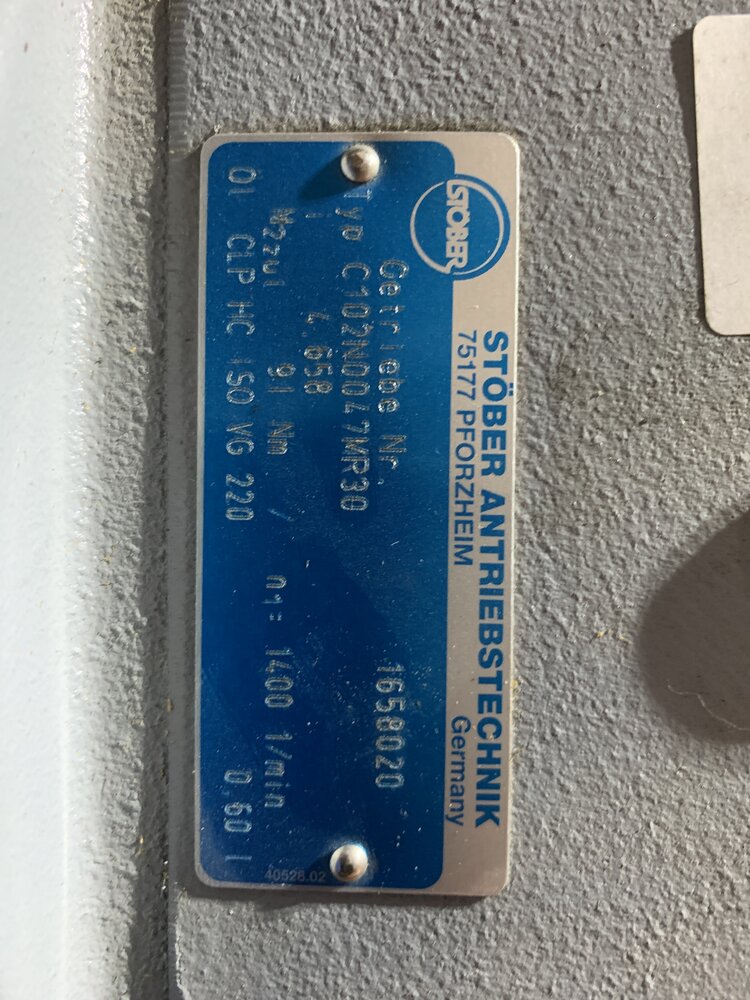 STÖBER
STÖBER ANTRIEBSTECHNIK
75177 PFORZHEIM Germany
Getriebe Nr. 1658020
Typ C102N0047MR30
i 4,658
M2zul 91 Nm / n1= 1400 1/min
Öl CLP HC ISO VG 220 0,60 l
40528.02